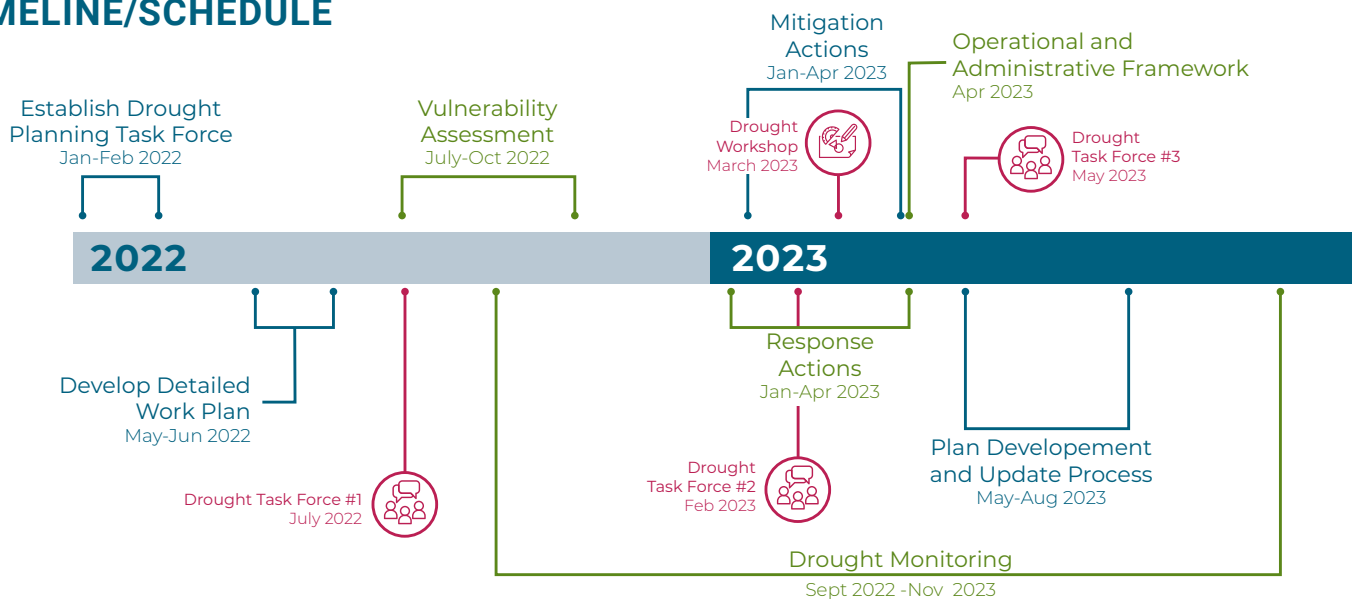 MELINE/SCHEDULE
Establish Drought
Planning Task Force
Jan-Feb 2022
Vulnerability
Assessment
July-Oct 2022
Mitigation
Actions
Jan-Apr 2023
Operational and
Administrative Framework
Apr 2023
Drought
Workshop
March 2023
Drought
Task Force #3
May 2023
2022
2023
Develop Detailed
Work Plan
May-Jun 2022
Drought Task Force #1
July 2022
Response
Actions
Jan-Apr 2023
Drought
Task Force #2
Feb 2023
Plan Developement
and Update Process
May-Aug 2023
Drought Monitoring
Sept 2022 -Nov 2023